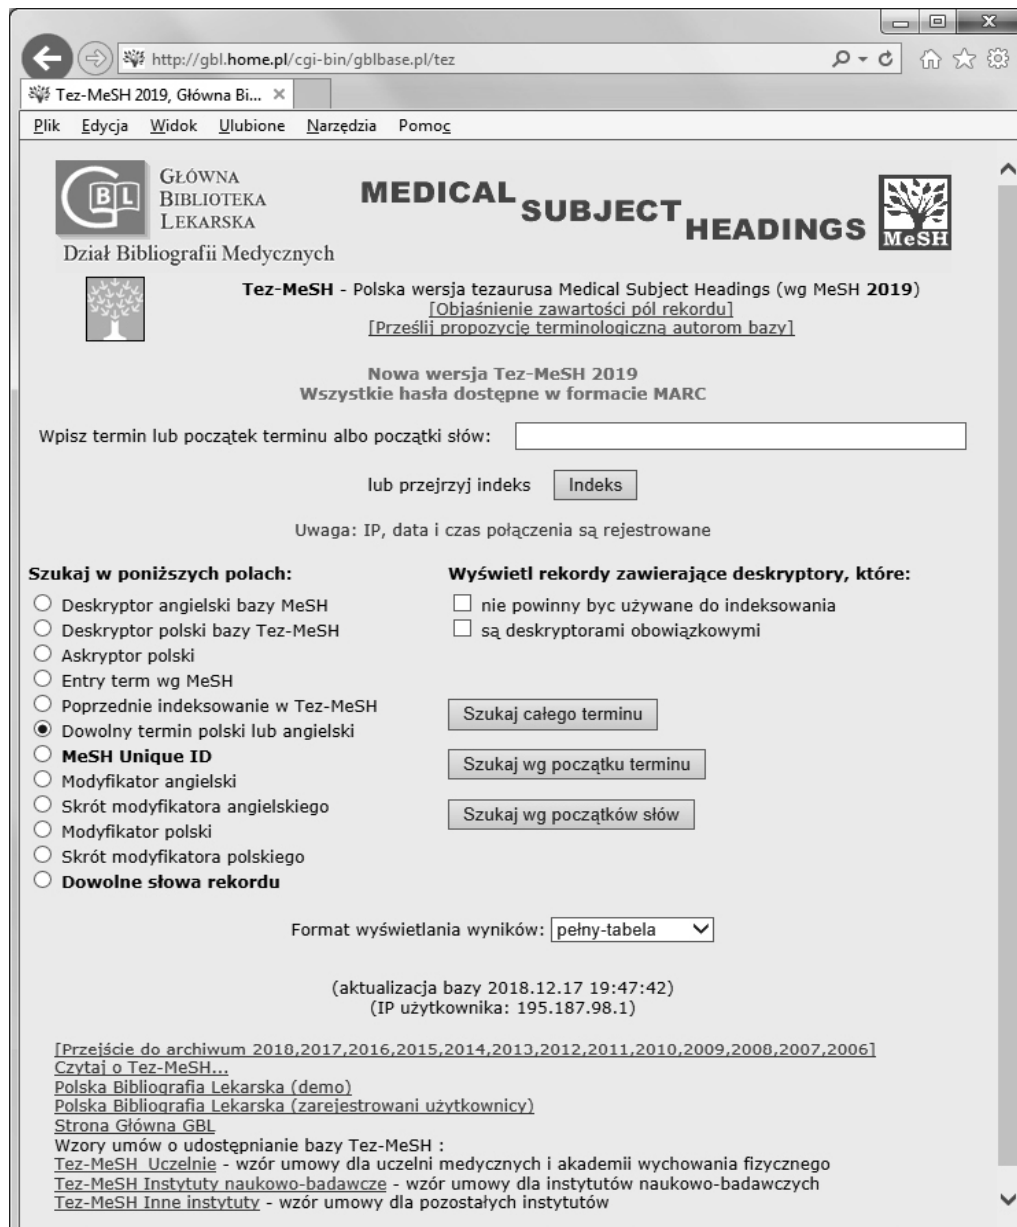 http://gbl.home.pl/cgi-bin/gblbase.pl/tez
Tez-MeSH 2019, Główna Bi...
Plik Edycja Widok Ulubione Narzędzia Pomoc
GBL
GŁÓWNA
BIBLIOTEKA
LEKARSKA
Dział Bibliografii Medycznych
MEDICAL SUBJECT HEADINGS
MeSH
Tez-MeSH - Polska wersja tezaurusa Medical Subject Headings (wg MeSH 2019)
[Objaśnienie zawartości pól rekordu]
[Prześlij propozycję terminologiczną autorom bazy]
Nowa wersja Tez-MeSH 2019
Wszystkie hasła dostępne w formacie MARC
Wpisz termin lub początek terminu albo początki słów:
lub przejrzyj indeks Indeks
Uwaga: IP, data i czas połączenia są rejestrowane
Szukaj w poniższych polach:
Deskryptor angielski bazy MeSH
Deskryptor polski bazy Tez-MeSH
Askryptor polski
Entry term wg MeSH
Poprzednie indeksowanie w Tez-MeSH
Dowolny termin polski lub angielski
MeSH Unique ID
Modyfikator angielski
Skrót modyfikatora angielskiego
Modyfikator polski
Skrót modyfikatora polskiego
Dowolne słowa rekordu
Wyświetl rekordy zawierające deskryptory, które:
nie powinny byc używane do indeksowania
są deskryptorami obowiązkowymi
Szukaj całego terminu
Szukaj wg początku terminu
Szukaj wg początków słów
Format wyświetlania wyników: pełny-tabela
(aktualizacja bazy 2018.12.17 19:47:42)
(IP użytkownika: 195.187.98.1)
[Przejście do archiwum 2018,2017,2016,2015,2014,2013,2012,2011,2010,2009,2008,2007,2006]
Czytaj o Tez-MeSH...
Polska Bibliografia Lekarska (demo)
Polska Bibliografia Lekarska (zarejestrowani użytkownicy)
Strona Główna GBL
Wzory umów o udostępnianie bazy Tez-MeSH :
Tez-MeSH Uczelnie - wzór umowy dla uczelni medycznych i akademii wychowania fizycznego
Tez-MeSH Instytuty naukowo-badawcze - wzór umowy dla instytutów naukowo-badawczych
Tez-MeSH Inne instytuty - wzór umowy dla pozostałych instytutów